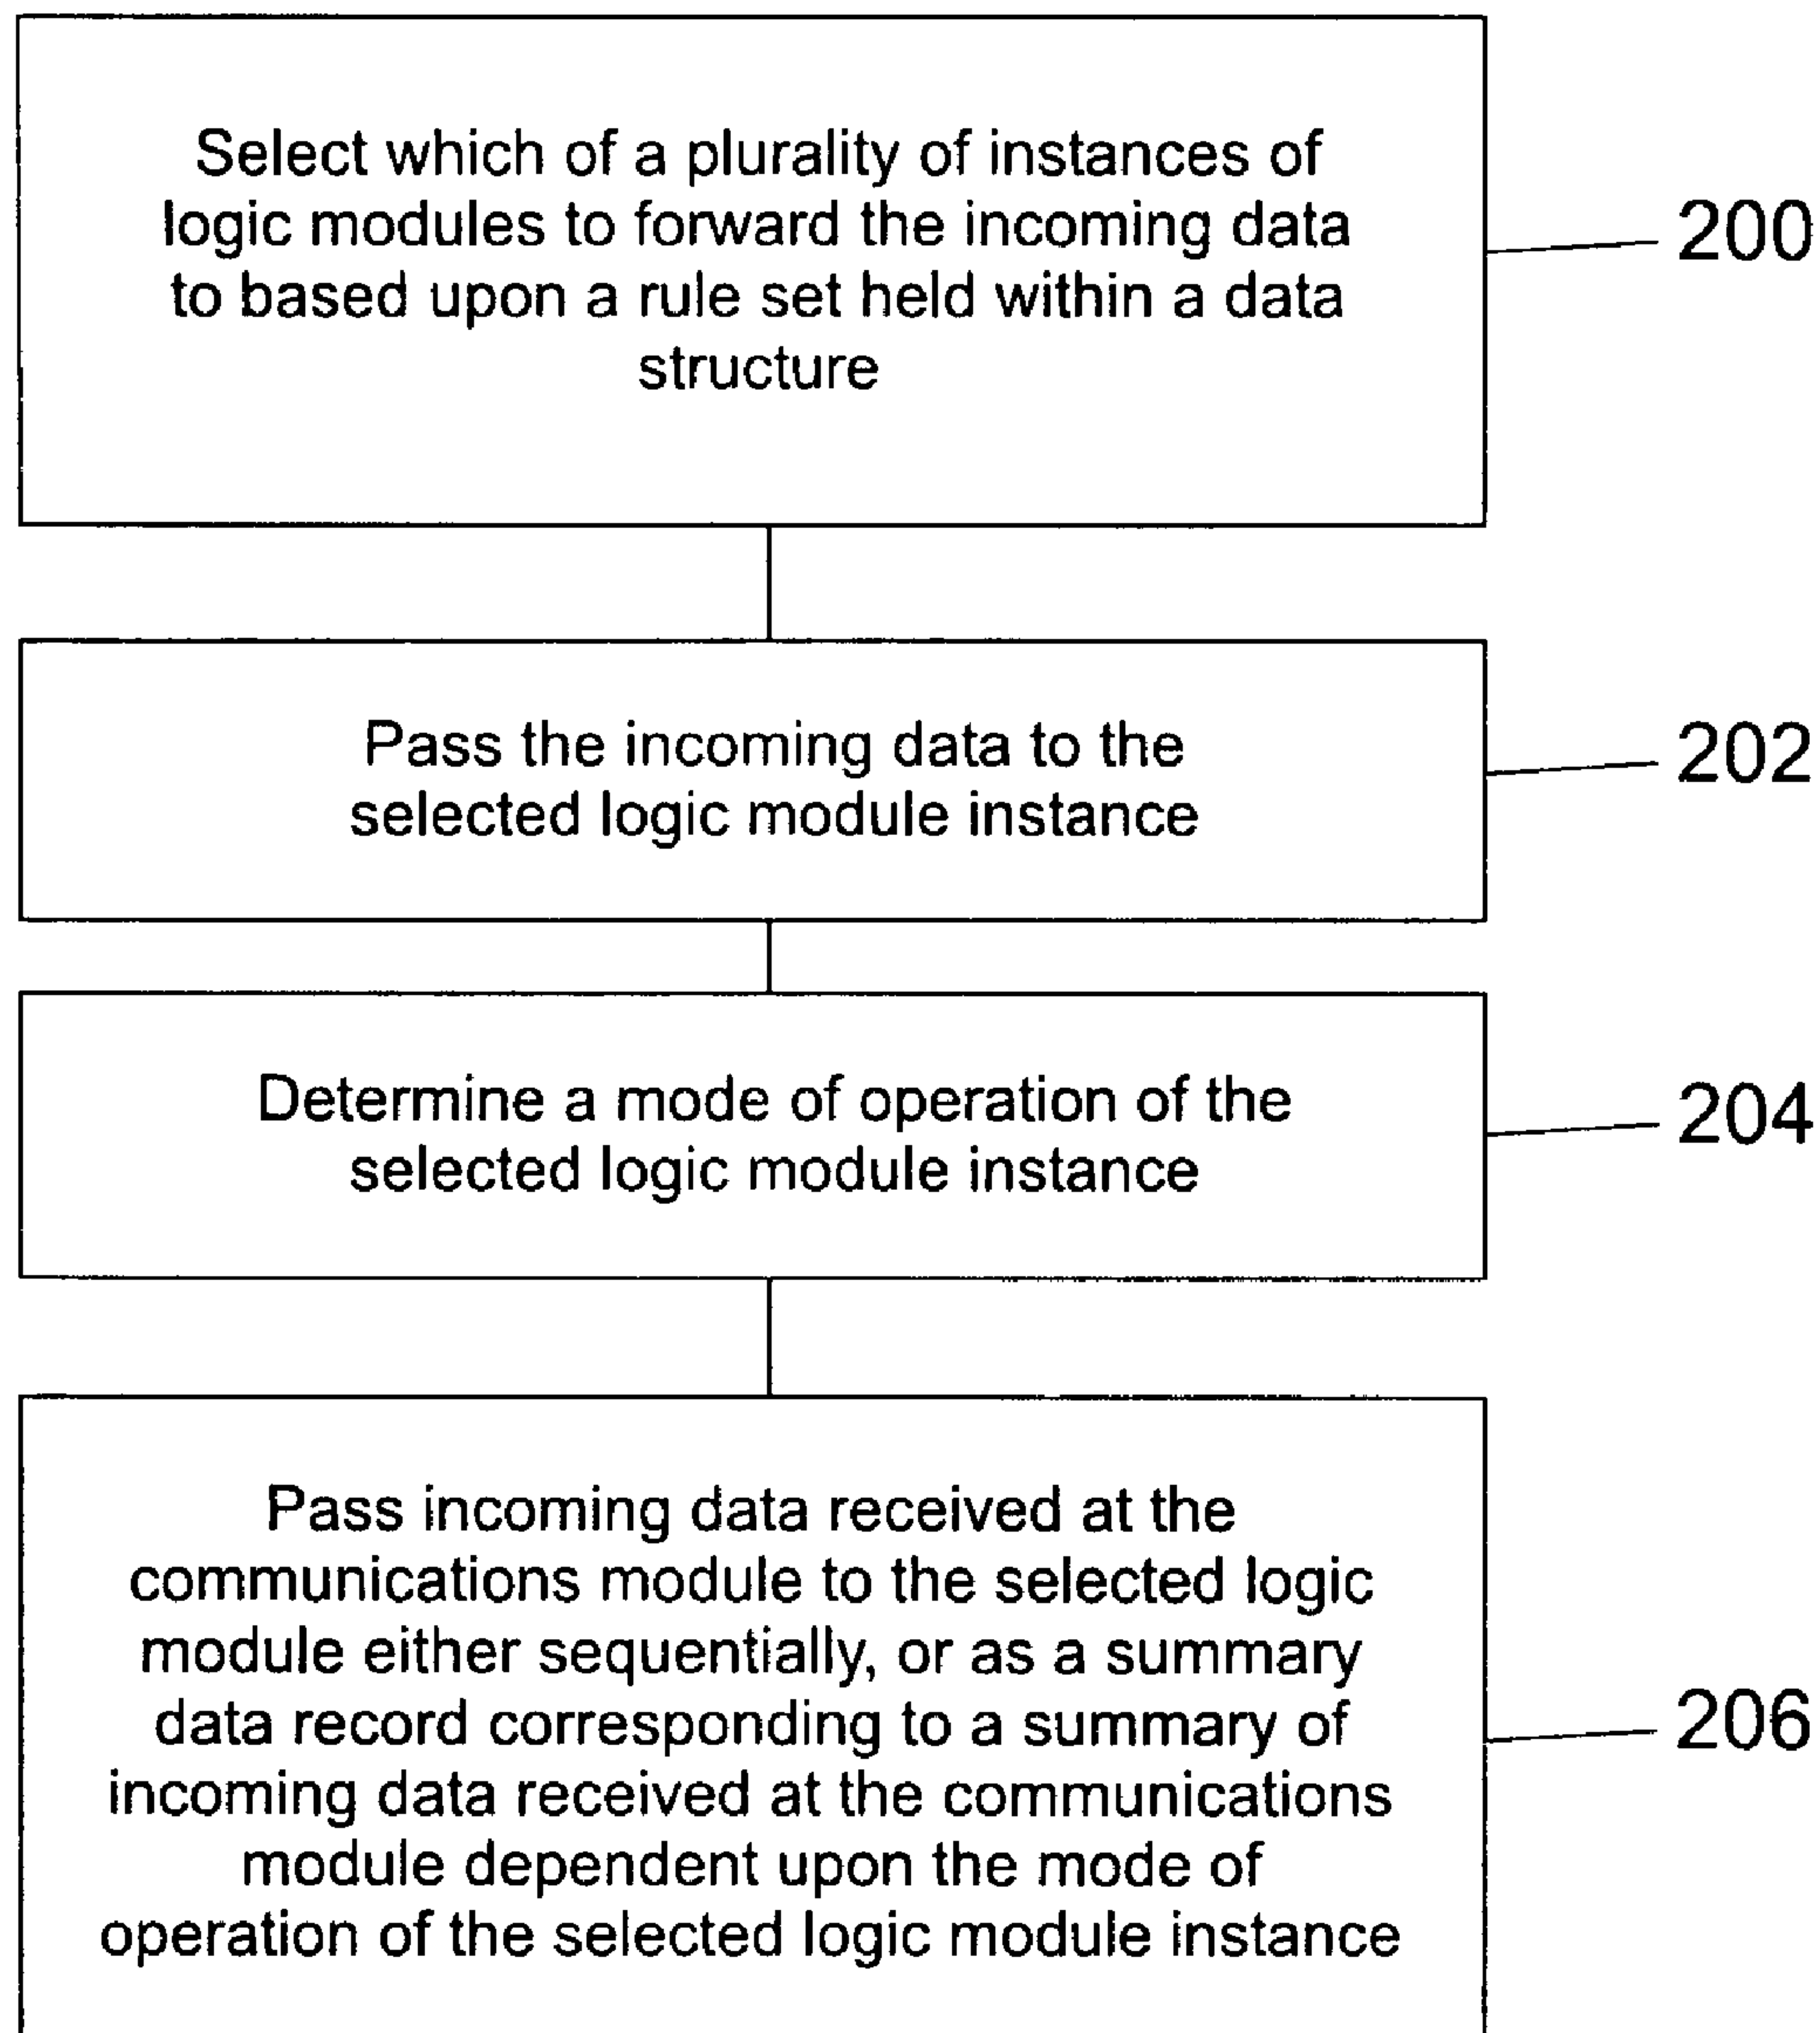 Select which of a plurality of instances of
logic modules to forward the incoming data
to based upon a rule set held within a data
structure
200
Pass the incoming data to the
selected logic module instance
202
Determine a mode of operation of the
selected logic module instance
204
Pass incoming data received at the
communications module to the selected logic
module either sequentially, or as a summary
data record corresponding to a summary of
incoming data received at the communications
module dependent upon the mode of
operation of the selected logic module instance
206